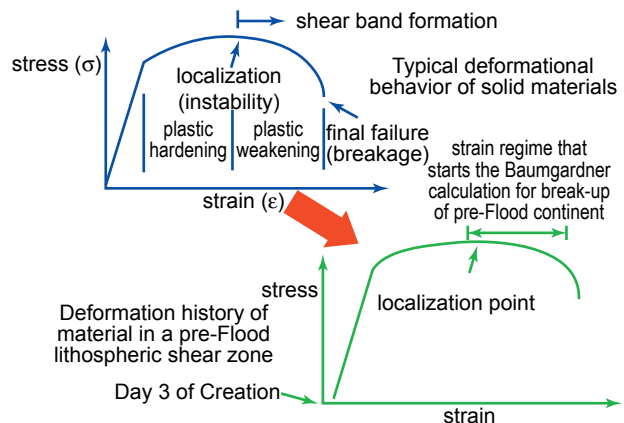 shear band formation
stress (σ)
localization
(instability)
Typical deformational
behavior of solid materials
plastic
hardening
plastic
weakening
final failure
(breakage)
strain (ε)
strain regime that
starts the Baumgardner
calculation for break-up
of pre-Flood continent
stress
localization point
Deformation history of
material in a pre-Flood
lithospheric shear zone
Day 3 of Creation
strain